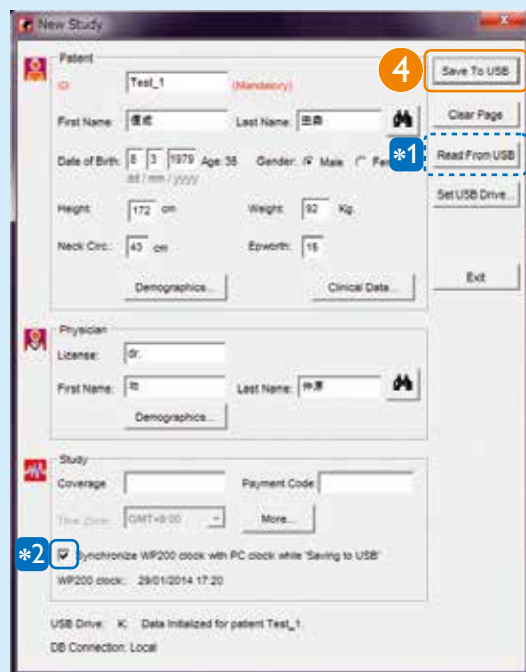 New Study
Patient
ID: Test_1 (Mandatory)
4 Save To USB
First Name: Last Name:
Clear Page
Date of Birth: 8 3 1979 Age: 35 Gender: Male Fem
dd / mm / yyyy
*1 Read From USB
Height: 172 cm Weight: 92 Kg.
Set USB Drive...
Neck Circ.: 43 cm Epworth: 15
Demographics... Clinical Data...
Exit
Physician
License: dr.
First Name: Last Name:
Demographics...
Study
Coverage Payment Code
Time Zone: GMT+9:00 More...
*2 Synchronize WP200 clock with PC clock while 'Saving to USB'
WP200 clock: 29/01/2014 17:20
USB Drive: K: Data Initialized for patient Test_1.
DB Connection: Local